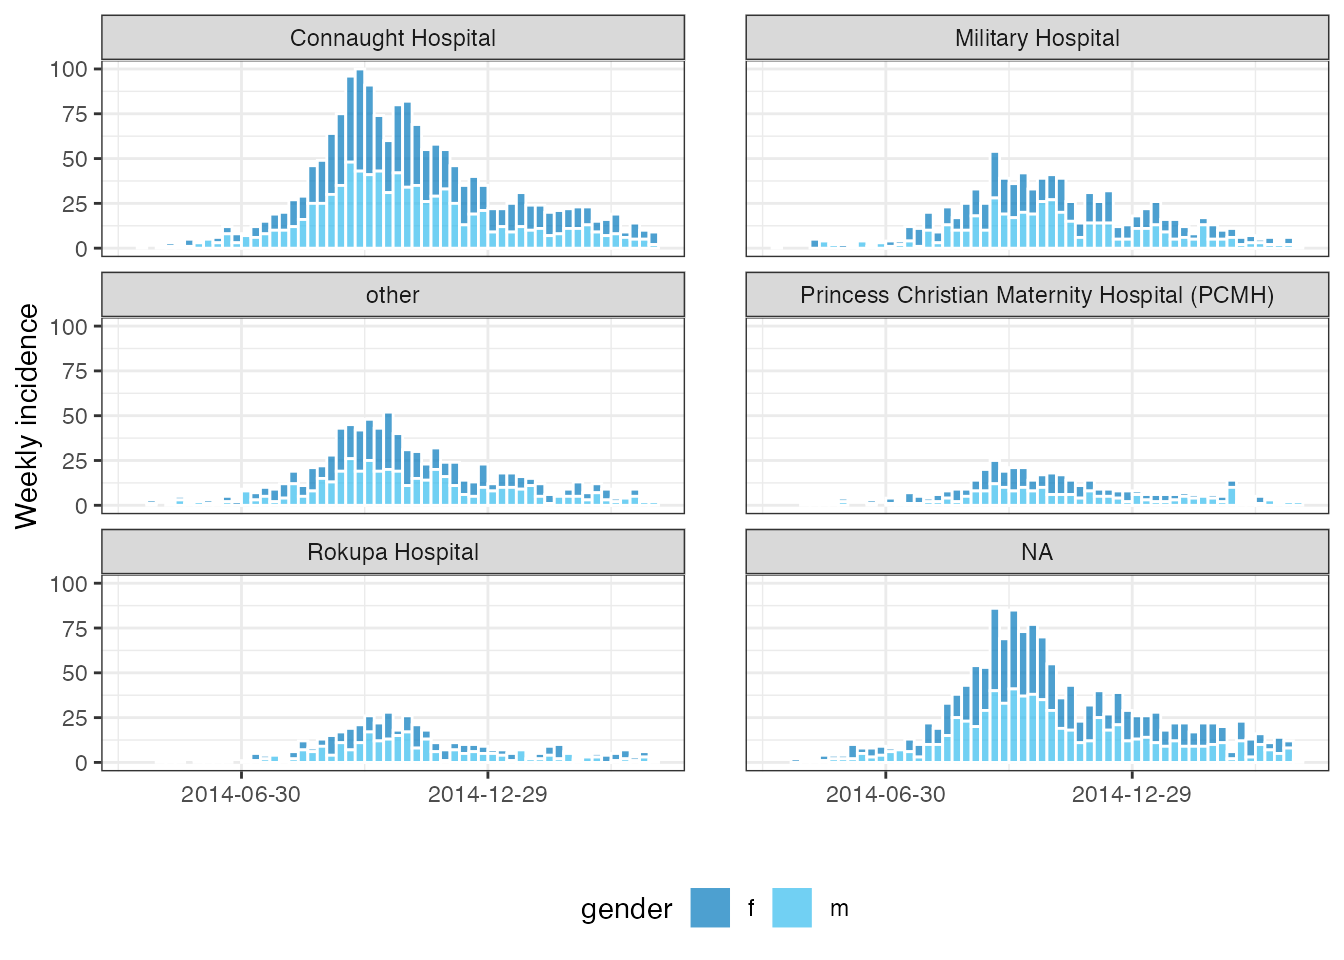 Connaught Hospital
Military Hospital
100
75
50
25
0
other
Princess Christian Maternity Hospital (PCMH)
Weekly incidence
100
75
50
25
0
Rokupa Hospital
NA
100
75
50
25
0
2014-06-30
2014-12-29
2014-06-30
2014-12-29
gender f m